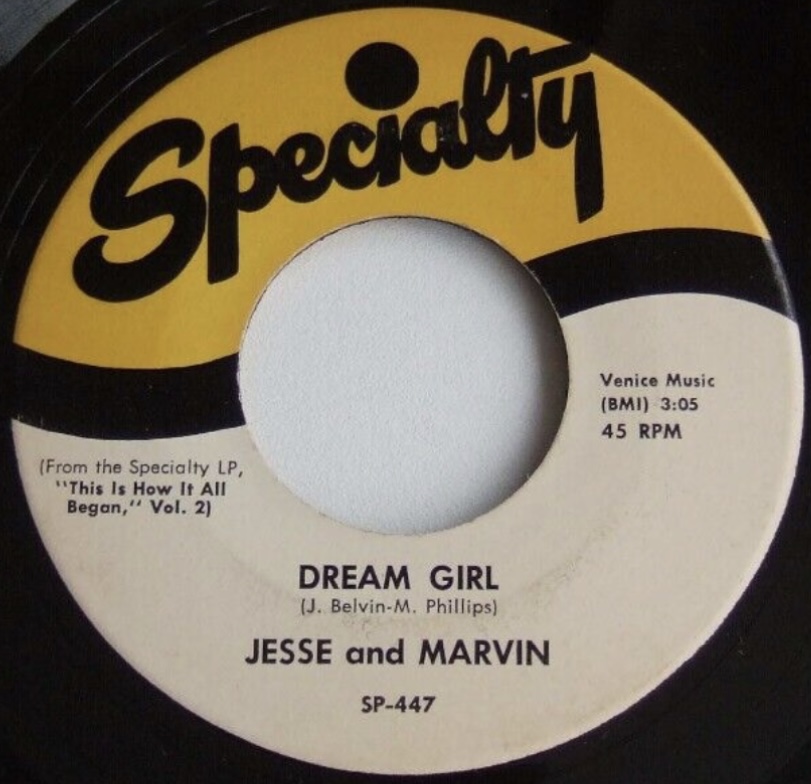 Specialty
Venice Music
(BMI) 3:05
45 RPM
(From the Specialty LP,
"This Is How It All
Began," Vol. 2)
DREAM GIRL
(J. Belvin-M. Phillips)
JESSE and MARVIN
SP-447